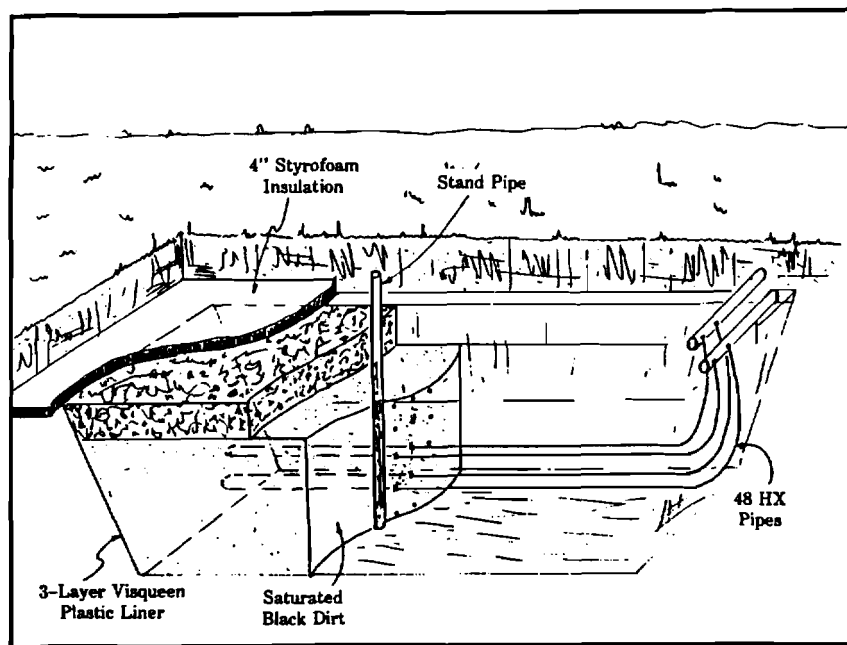 4" Styrofoam
Insulation
Stand Pipe
48 HX
Pipes
3-Layer Visqueen
Plastic Liner
Saturated
Black Dirt